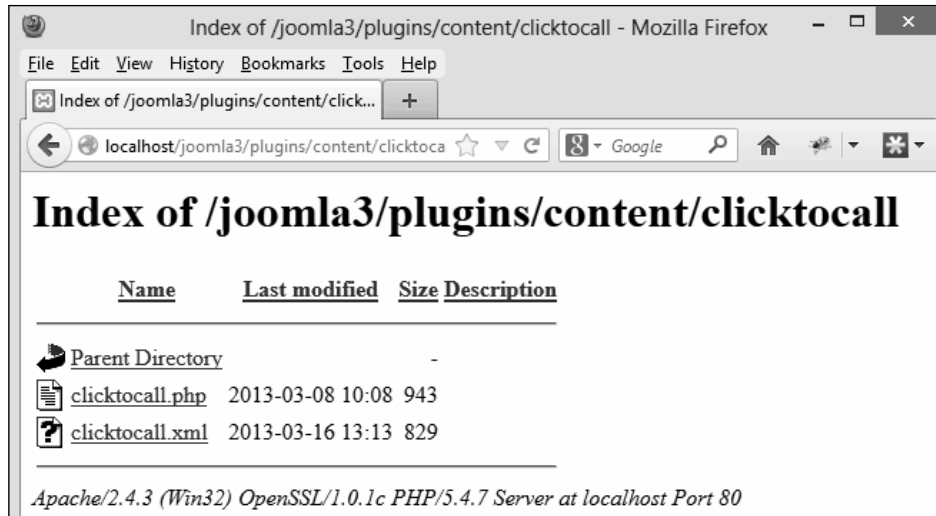 Index of /joomla3/plugins/content/clicktocall - Mozilla Firefox
File Edit View History Bookmarks Tools Help
Index of /joomla3/plugins/content/click...
localhost/joomla3/plugins/content/clicktoca Google
Index of /joomla3/plugins/content/clicktocall
Name Last modified Size Description
Parent Directory -
clicktocall.php 2013-03-08 10:08 943
clicktocall.xml 2013-03-16 13:13 829
Apache/2.4.3 (Win32) OpenSSL/1.0.1c PHP/5.4.7 Server at localhost Port 80